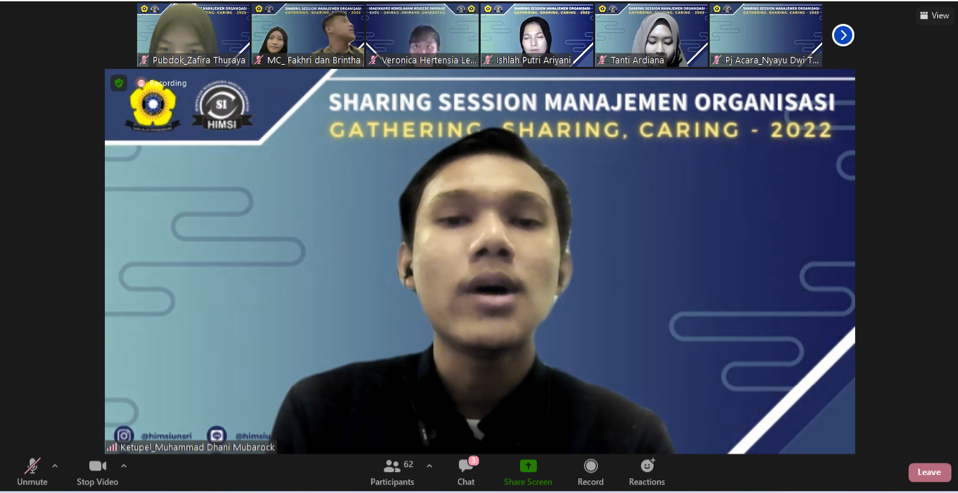 View
Pubdok_Zafira Thuraya
MC_ Fakhri dan Brintha
Veronica Hertensia Le...
Ishlah Putri Ariyani
Tanti Ardiana
Pj Acara_Nyayu Dwi T...
Recording
SI
HIMSI
SHARING SESSION MANAJEMEN ORGANISASI
GATHERING, SHARING, CARING - 2022
@himsiunsri
@himsiu
Ketupel_Muhammad Dhani Mubarock
Unmute
Stop Video
62
Participants
3
Chat
Share Screen
Record
Reactions
Leave